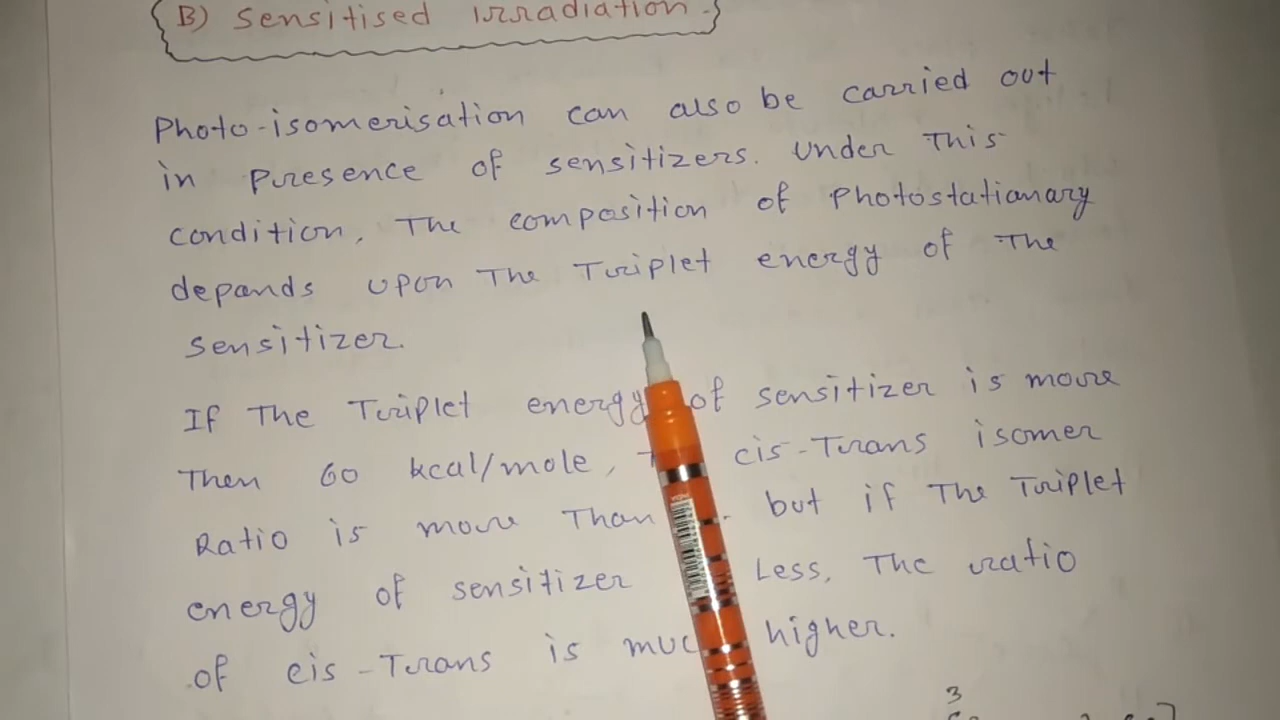 B) Sensitised irradiation.
Photo-isomerisation can also be carried out
in presence of sensitizers. Under This
condition, The composition of Photostationary
depands upon The Triplet energy of The
sensitizer.
If The Triplet energy of sensitizer is more
Then 60 kcal/mole, cis-Trans isomer
Ratio is more Than but if The Triplet
energy of sensitizer Less, The ratio
of cis-Trans is higher.
3